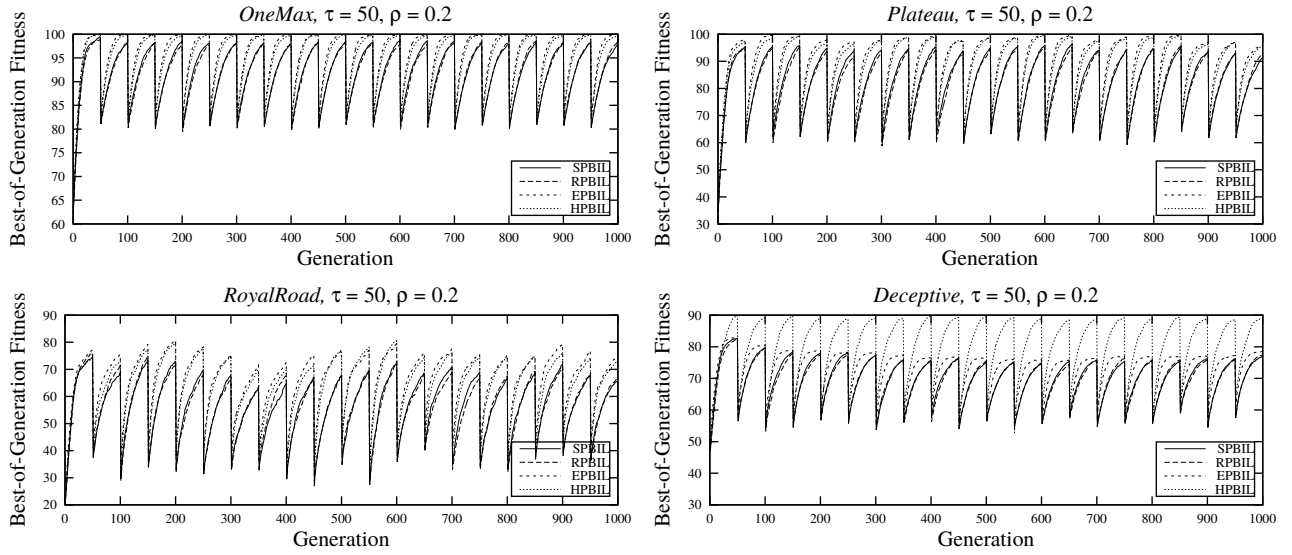 OneMax, τ = 50, ρ = 0.2
Best-of-Generation Fitness
100
95
90
85
80
75
70
65
60
0 100 200 300 400 500 600 700 800 900 1000
Generation
SPBIL
RPBIL
EPBIL
HPBIL
Plateau, τ = 50, ρ = 0.2
Best-of-Generation Fitness
100
90
80
70
60
50
40
30
0 100 200 300 400 500 600 700 800 900 1000
Generation
SPBIL
RPBIL
EPBIL
HPBIL
RoyalRoad, τ = 50, ρ = 0.2
Best-of-Generation Fitness
90
80
70
60
50
40
30
20
0 100 200 300 400 500 600 700 800 900 1000
Generation
SPBIL
RPBIL
EPBIL
HPBIL
Deceptive, τ = 50, ρ = 0.2
Best-of-Generation Fitness
90
80
70
60
50
40
30
0 100 200 300 400 500 600 700 800 900 1000
Generation
SPBIL
RPBIL
EPBIL
HPBIL